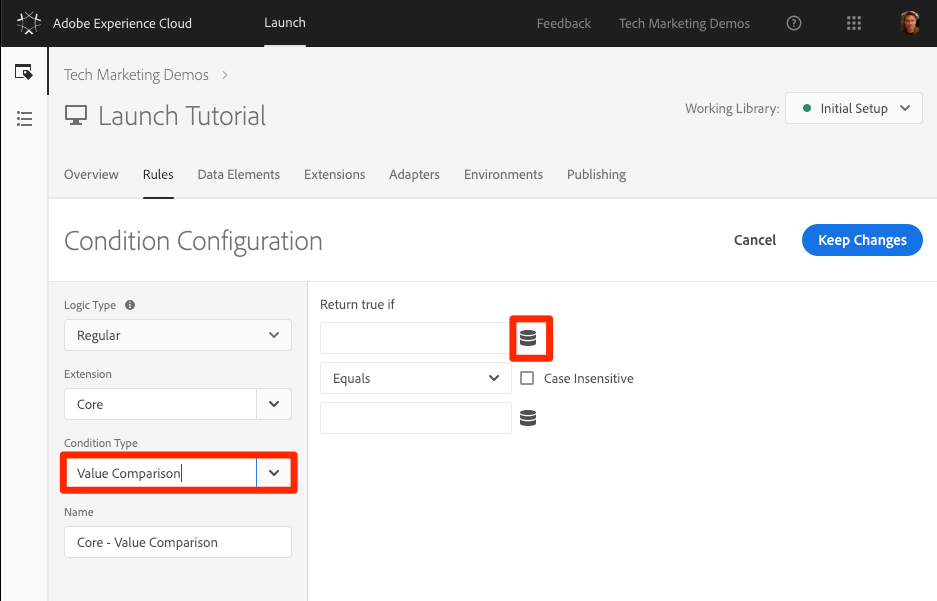 Adobe Experience Cloud
Launch
Feedback
Tech Marketing Demos
Tech Marketing Demos
Launch Tutorial
Working Library:
Initial Setup
Overview
Rules
Data Elements
Extensions
Adapters
Environments
Publishing
Condition Configuration
Cancel
Keep Changes
Logic Type
Regular
Extension
Core
Condition Type
Value Comparison
Name
Core - Value Comparison
Return true if
Equals
Case Insensitive